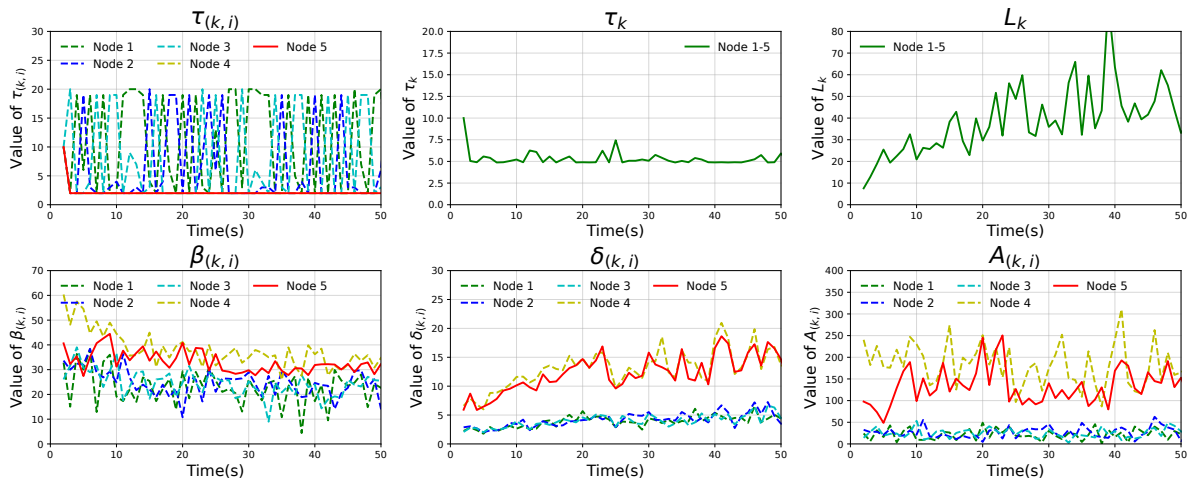 τ(k, i)
Value of τ(k, i)
30
25
20
15
10
5
0
Node 1
Node 2
Node 3
Node 4
Node 5
0 10 20 30 40 50
Time(s)
τk
Value of τk
20.0
17.5
15.0
12.5
10.0
7.5
5.0
2.5
0.0
Node 1-5
0 10 20 30 40 50
Time(s)
Lk
Value of Lk
80
70
60
50
40
30
20
10
0
Node 1-5
0 10 20 30 40 50
Time(s)
β(k, i)
Value of β(k, i)
70
60
50
40
30
20
10
0
Node 1
Node 2
Node 3
Node 4
Node 5
0 10 20 30 40 50
Time(s)
δ(k, i)
Value of δ(k, i)
30
25
20
15
10
5
0
Node 1
Node 2
Node 3
Node 4
Node 5
0 10 20 30 40 50
Time(s)
A(k, i)
Value of A(k, i)
400
350
300
250
200
150
100
50
0
Node 1
Node 2
Node 3
Node 4
Node 5
0 10 20 30 40 50
Time(s)